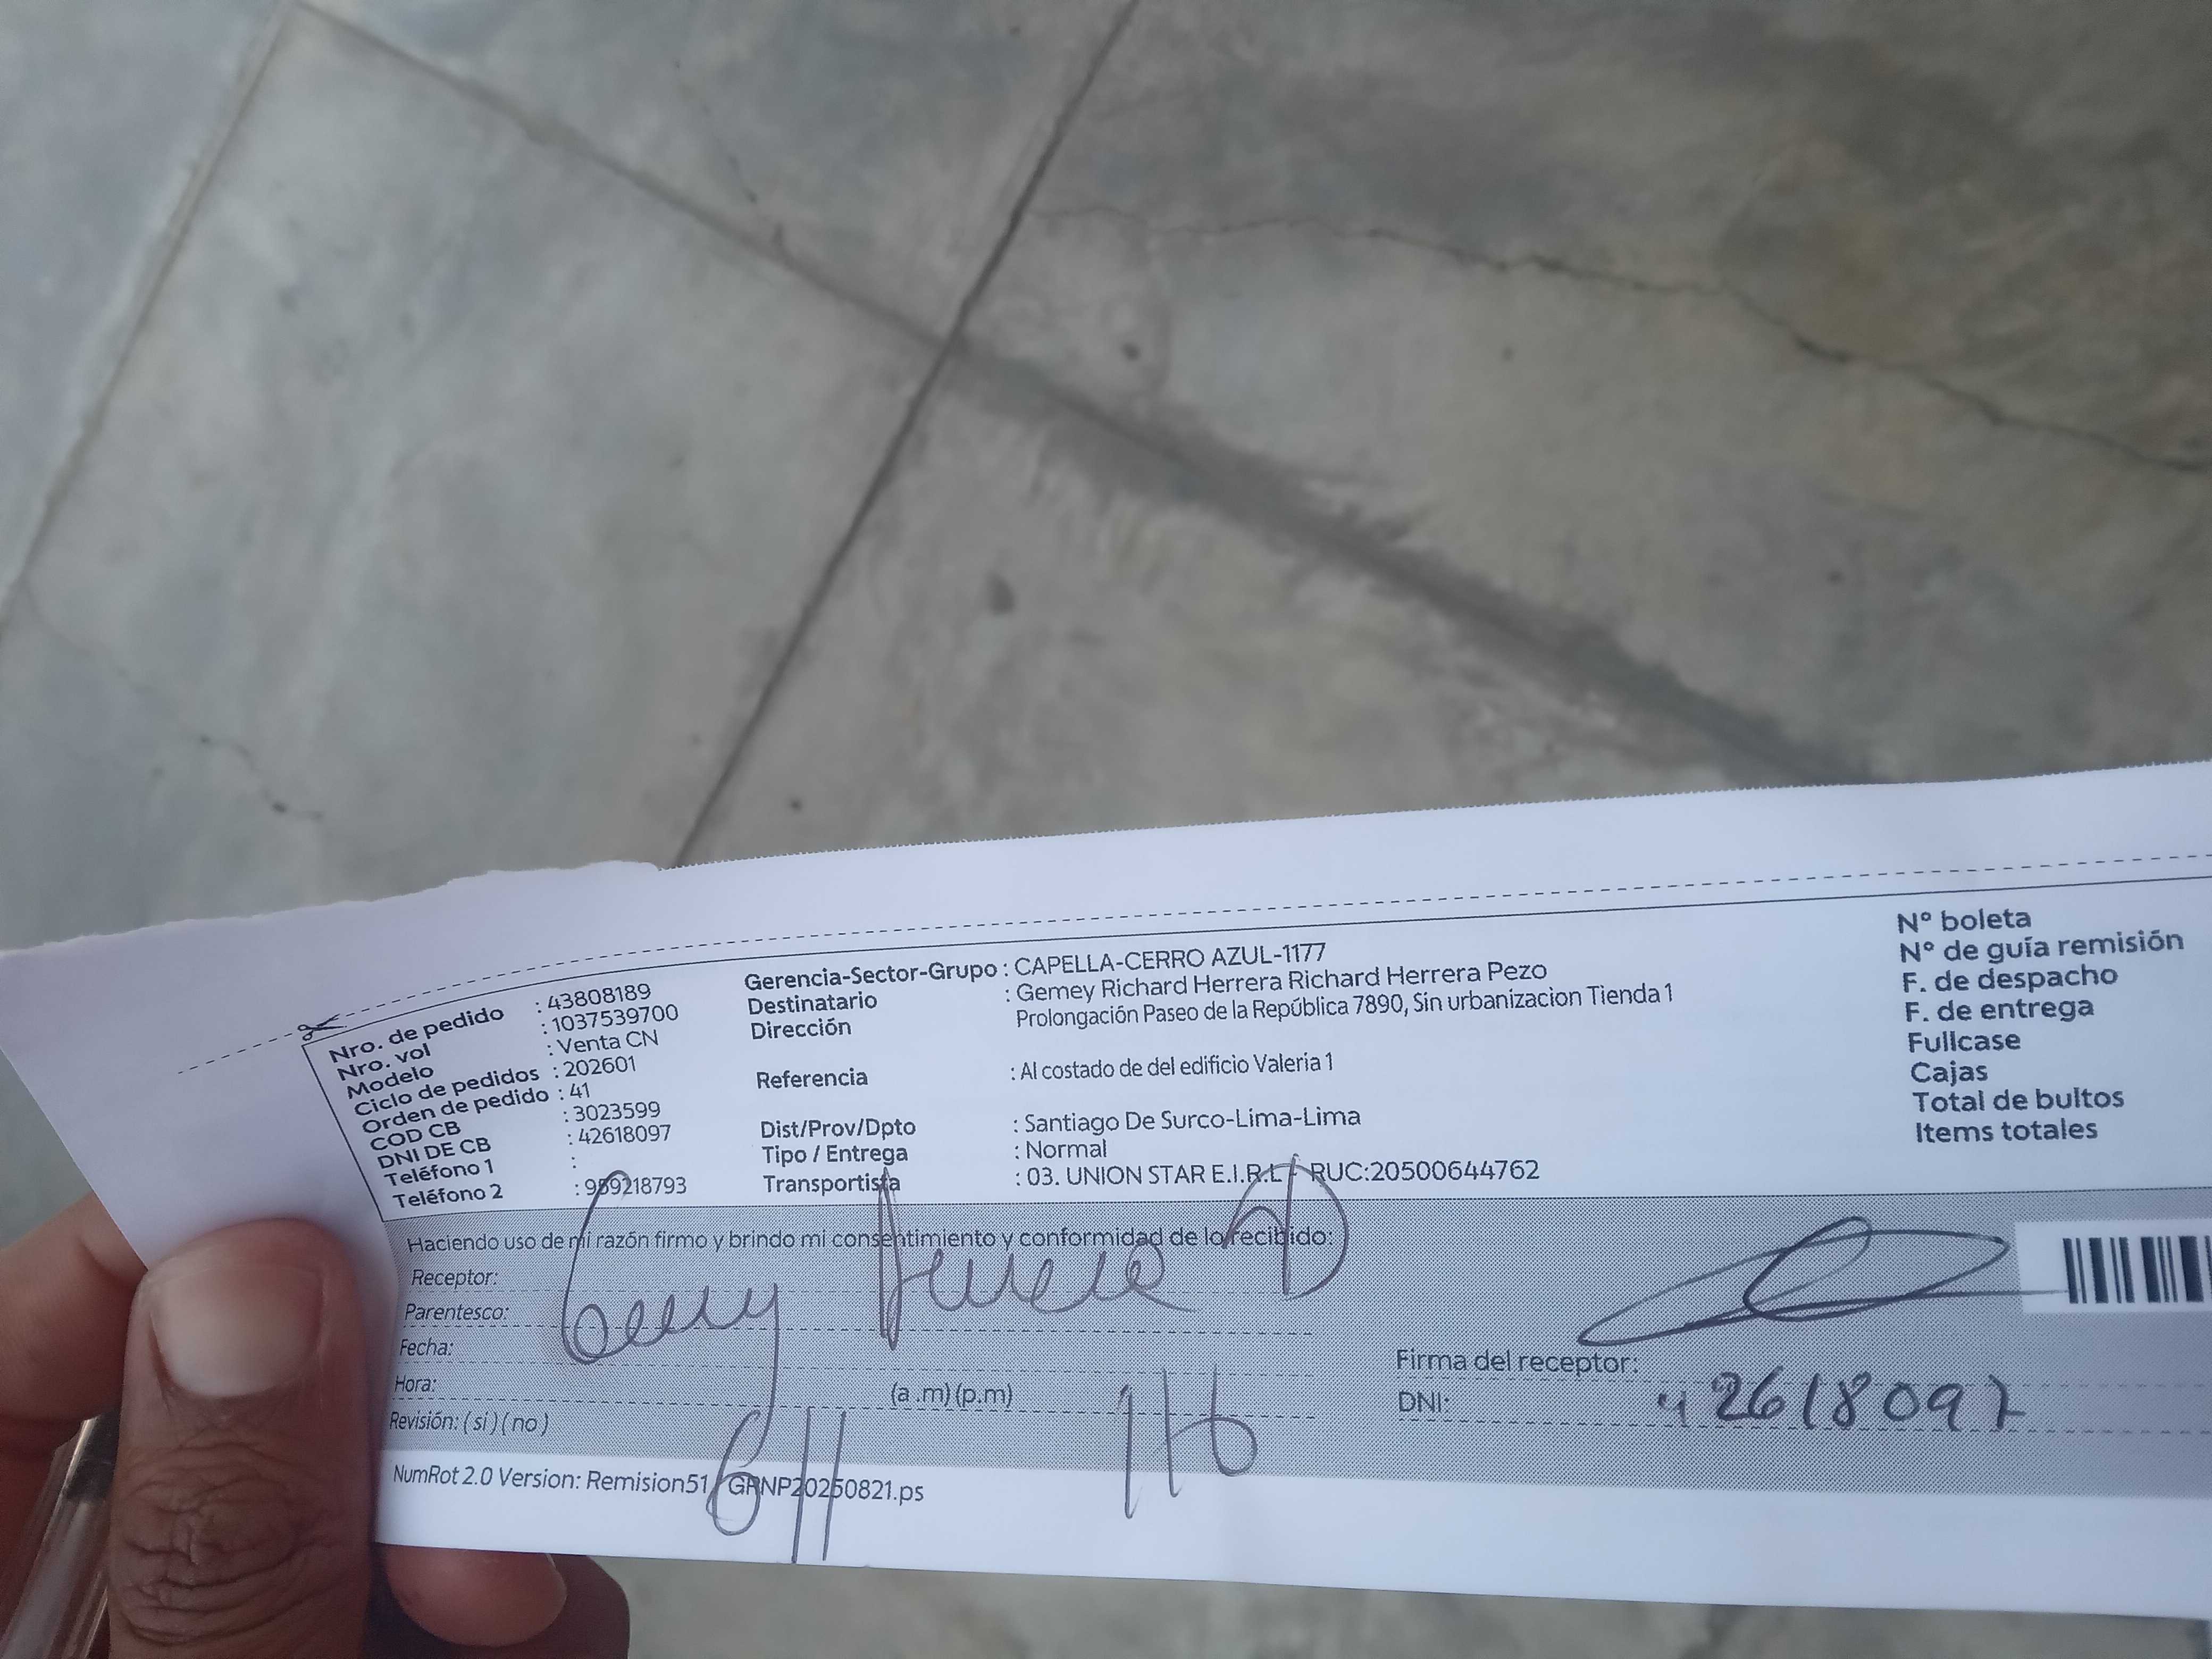 Nro. de pedido : 43808189
Nro. vol : 1037539700
Modelo : Venta CN
Ciclo de pedidos : 202601
Orden de pedido : 41
COD CB : 3023599
DNI DE CB : 42618097
Teléfono 1 :
Teléfono 2 : 989218793
Gerencia-Sector-Grupo : CAPELLA-CERRO AZUL-1177
Destinatario : Gemey Richard Herrera Richard Herrera Pezo
Dirección Prolongación Paseo de la República 7890, Sin urbanizacion Tienda 1
Referencia : Al costado de del edificio Valeria 1
Dist/Prov/Dpto : Santiago De Surco-Lima-Lima
Tipo / Entrega : Normal
Transportista : 03. UNION STAR E.I.R.L - RUC:20500644762
N° boleta
N° de guía remisión
F. de despacho
F. de entrega
Fullcase
Cajas
Total de bultos
Items totales
Haciendo uso de mi razón firmo y brindo mi consentimiento y conformidad de lo recibido:
Receptor:
Parentesco:
Fecha:
Hora: (a .m) (p.m)
Revisión: ( si ) ( no )
Firma del receptor:
DNI: 42618097
NumRot 2.0 Version: Remision51 / GRNP20250821.ps